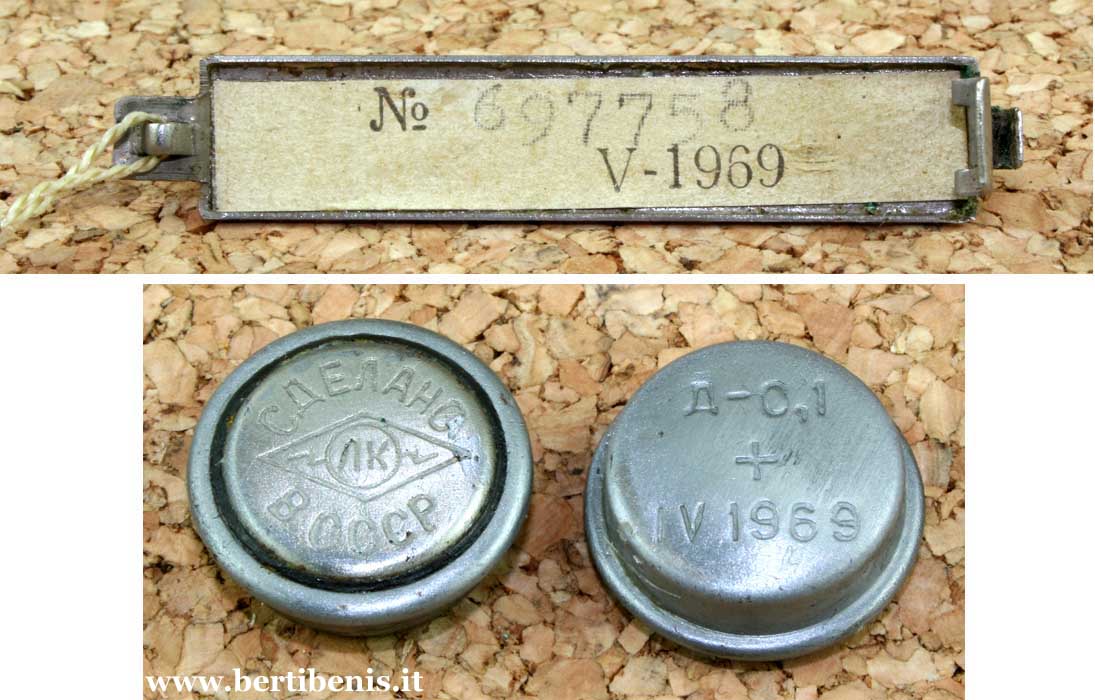 № 697758
V-1969
СДЕЛАНО
ЛК
В СССР
Д-0,1
+
IV 1969
www.bertibenis.it